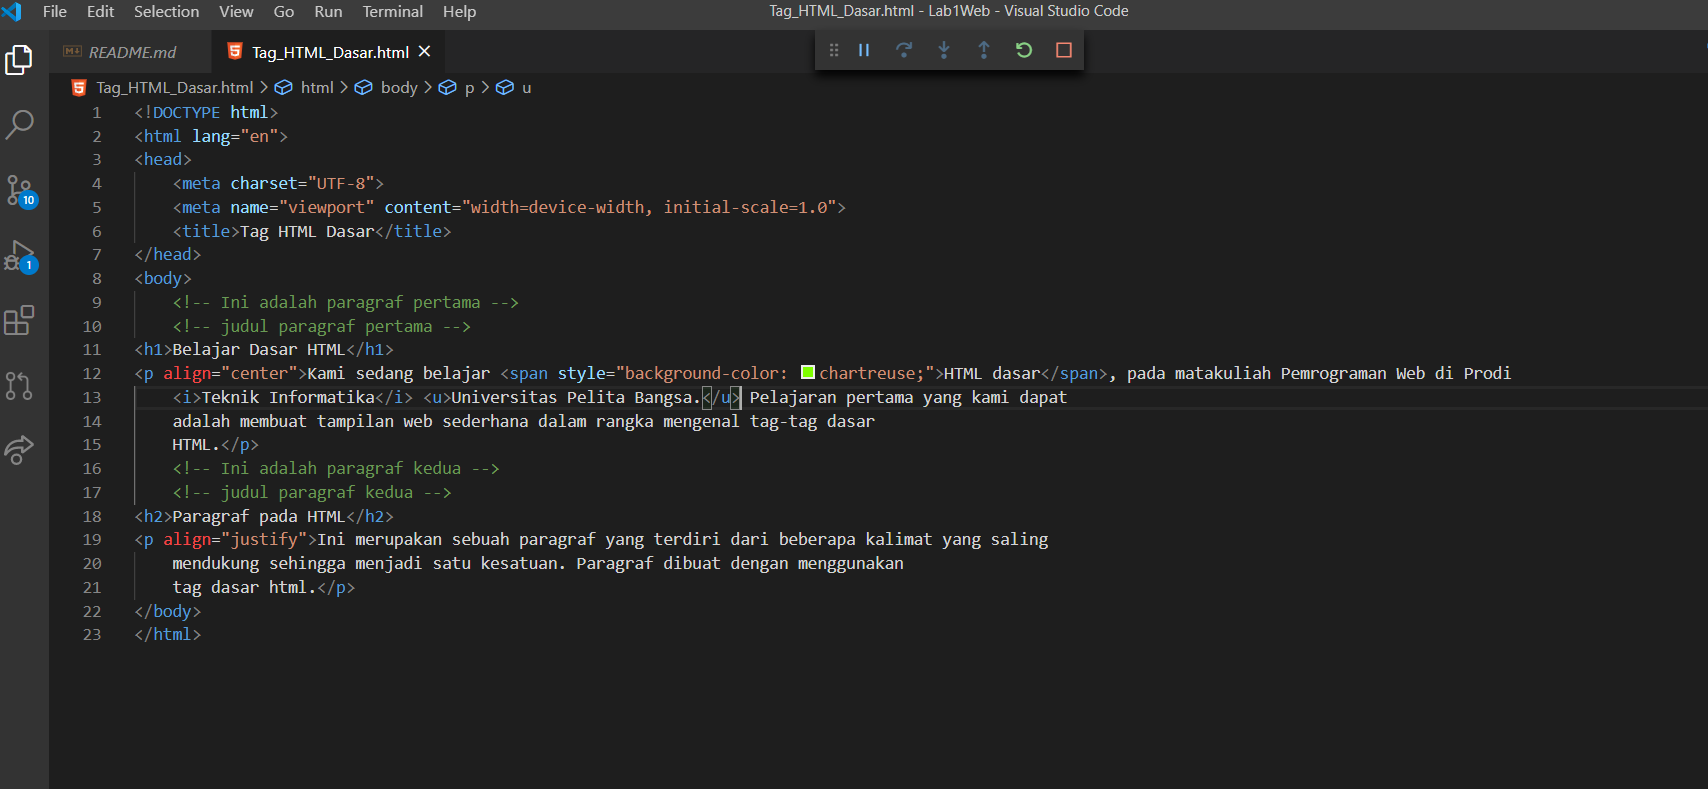 File Edit Selection View Go Run Terminal Help Tag_HTML_Dasar.html - Lab1Web - Visual Studio Code
README.md Tag_HTML_Dasar.html
Tag_HTML_Dasar.html > html > body > p > u
1 <!DOCTYPE html>
2 <html lang="en">
3 <head>
4     <meta charset="UTF-8">
5     <meta name="viewport" content="width=device-width, initial-scale=1.0">
6     <title>Tag HTML Dasar</title>
7 </head>
8 <body>
9     <!-- Ini adalah paragraf pertama -->
10     <!-- judul paragraf pertama -->
11 <h1>Belajar Dasar HTML</h1>
12 <p align="center">Kami sedang belajar <span style="background-color: chartreuse;">HTML dasar</span>, pada matakuliah Pemrograman Web di Prodi
13     <i>Teknik Informatika</i> <u>Universitas Pelita Bangsa.</u> Pelajaran pertama yang kami dapat
14     adalah membuat tampilan web sederhana dalam rangka mengenal tag-tag dasar
15     HTML.</p>
16     <!-- Ini adalah paragraf kedua -->
17     <!-- judul paragraf kedua -->
18 <h2>Paragraf pada HTML</h2>
19 <p align="justify">Ini merupakan sebuah paragraf yang terdiri dari beberapa kalimat yang saling
20     mendukung sehingga menjadi satu kesatuan. Paragraf dibuat dengan menggunakan
21     tag dasar html.</p>
22 </body>
23 </html>
10
1